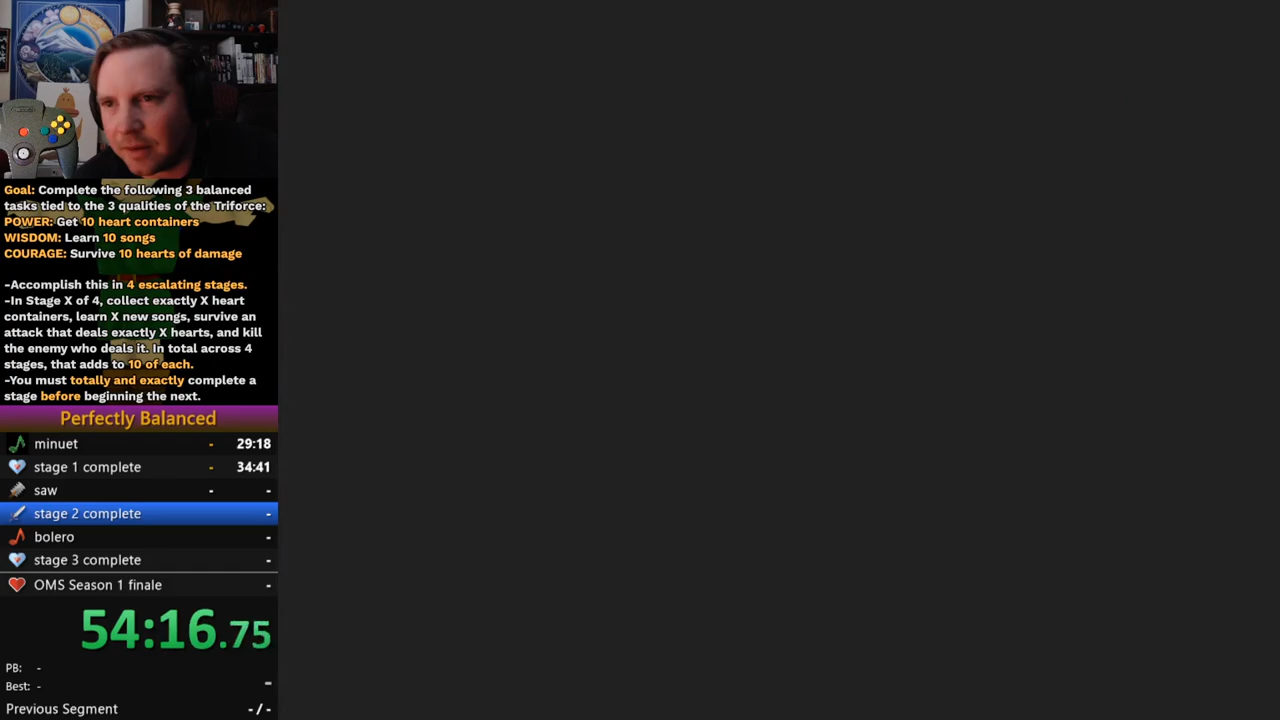 Goal: Complete the following 3 balanced
tasks tied to the 3 qualities of the Triforce:
POWER: Get 10 heart containers
WISDOM: Learn 10 songs
COURAGE: Survive 10 hearts of damage
-Accomplish this in 4 escalating stages.
-In Stage X of 4, collect exactly X heart
containers, learn X new songs, survive an
attack that deals exactly X hearts, and kill
the enemy who deals it. In total across 4
stages, that adds to 10 of each.
-You must totally and exactly complete a
stage before beginning the next.
Perfectly Balanced
minuet - 29:18
stage 1 complete - 34:41
saw - -
stage 2 complete -
bolero -
stage 3 complete -
OMS Season 1 finale -
54:16.75
PB: -
Best: - -
Previous Segment - / -